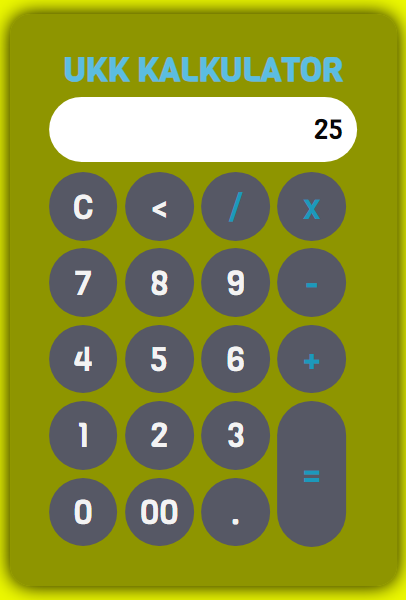 UKK KALKULATOR
25
C < / x
7 8 9 -
4 5 6 +
1 2 3
=
0 00 .